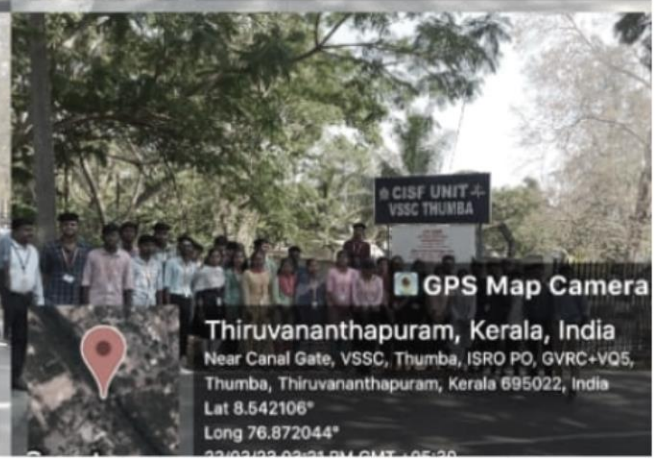 CISF UNIT
VSSC THUMBA
GPS Map Camera
Thiruvananthapuram, Kerala, India
Near Canal Gate, VSSC, Thumba, ISRO PO, GVRC+VQ5,
Thumba, Thiruvananthapuram, Kerala 695022, India
Lat 8.542106°
Long 76.872044°